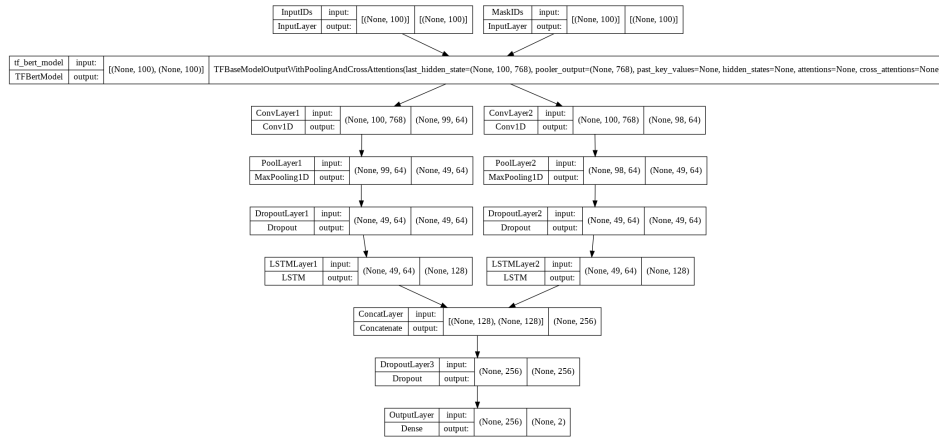 InputIDs input: [(None, 100)] [(None, 100)]
InputLayer output:
MaskIDs input: [(None, 100)] [(None, 100)]
InputLayer output:
tf_bert_model input: [(None, 100), (None, 100)] TFBaseModelOutputWithPoolingAndCrossAttentions(last_hidden_state=(None, 100, 768), pooler_output=(None, 768), past_key_values=None, hidden_states=None, attentions=None, cross_attentions=None
TFBertModel output:
ConvLayer1 input: (None, 100, 768) (None, 99, 64)
Conv1D output:
ConvLayer2 input: (None, 100, 768) (None, 98, 64)
Conv1D output:
PoolLayer1 input: (None, 99, 64) (None, 49, 64)
MaxPooling1D output:
PoolLayer2 input: (None, 98, 64) (None, 49, 64)
MaxPooling1D output:
DropoutLayer1 input: (None, 49, 64) (None, 49, 64)
Dropout output:
DropoutLayer2 input: (None, 49, 64) (None, 49, 64)
Dropout output:
LSTMLayer1 input: (None, 49, 64) (None, 128)
LSTM output:
LSTMLayer2 input: (None, 49, 64) (None, 128)
LSTM output:
ConcatLayer input: [(None, 128), (None, 128)] (None, 256)
Concatenate output:
DropoutLayer3 input: (None, 256) (None, 256)
Dropout output:
OutputLayer input: (None, 256) (None, 2)
Dense output: